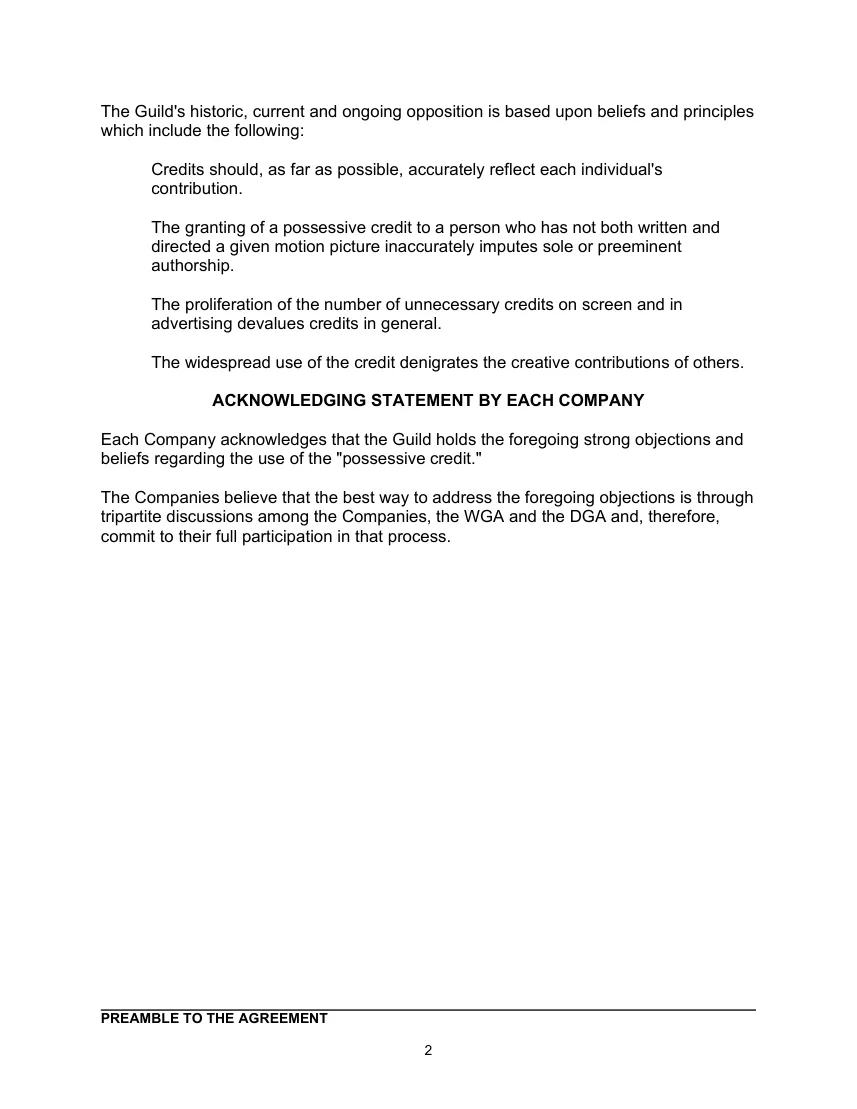 The Guild's historic, current and ongoing opposition is based upon beliefs and principles
which include the following:
Credits should, as far as possible, accurately reflect each individual's
contribution.
The granting of a possessive credit to a person who has not both written and
directed a given motion picture inaccurately imputes sole or preeminent
authorship.
The proliferation of the number of unnecessary credits on screen and in
advertising devalues credits in general.
The widespread use of the credit denigrates the creative contributions of others.
ACKNOWLEDGING STATEMENT BY EACH COMPANY
Each Company acknowledges that the Guild holds the foregoing strong objections and
beliefs regarding the use of the "possessive credit."
The Companies believe that the best way to address the foregoing objections is through
tripartite discussions among the Companies, the WGA and the DGA and, therefore,
commit to their full participation in that process.
PREAMBLE TO THE AGREEMENT
2